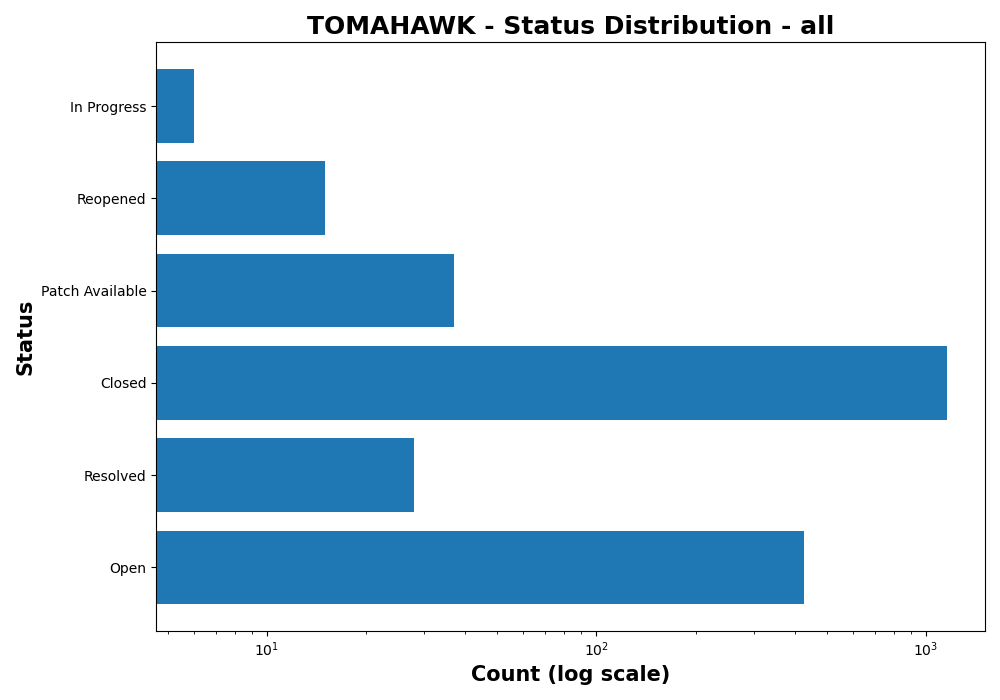 TOMAHAWK - Status Distribution - all
Status
In Progress
Reopened
Patch Available
Closed
Resolved
Open
10¹ 10² 10³
Count (log scale)